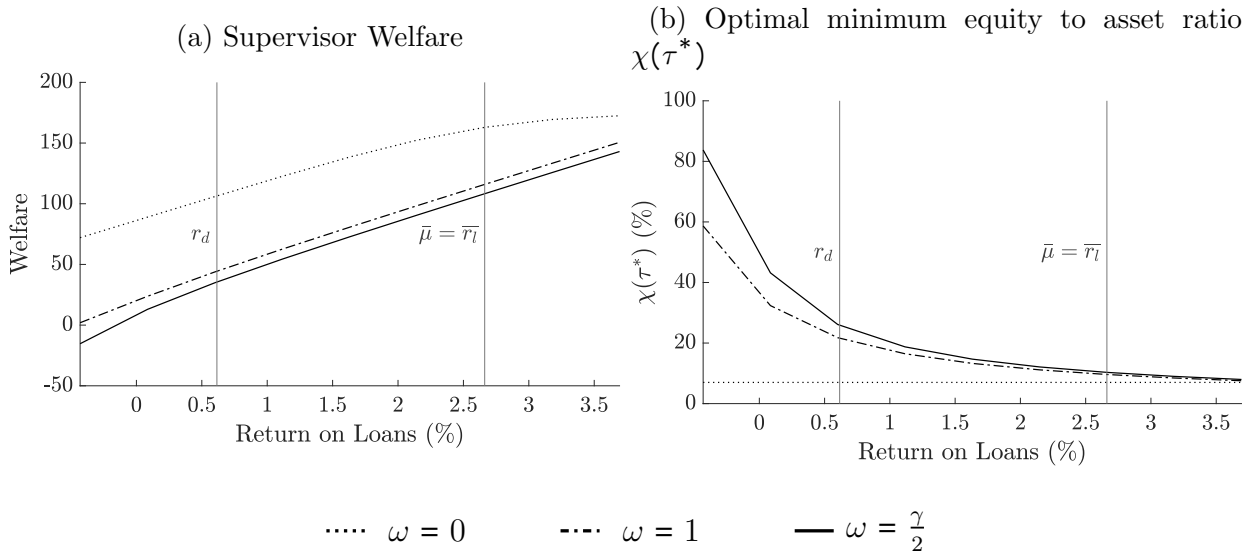 (a) Supervisor Welfare
200
150
100
50
0
-50
Welfare
r_d
μ̄ = r̄_l
0 0.5 1 1.5 2 2.5 3 3.5
Return on Loans (%)
(b) Optimal minimum equity to asset ratio
χ(τ*)
100
80
60
40
20
0
χ(τ*) (%)
r_d
μ̄ = r̄_l
0 0.5 1 1.5 2 2.5 3 3.5
Return on Loans (%)
ω = 0 ω = 1 ω = γ/2